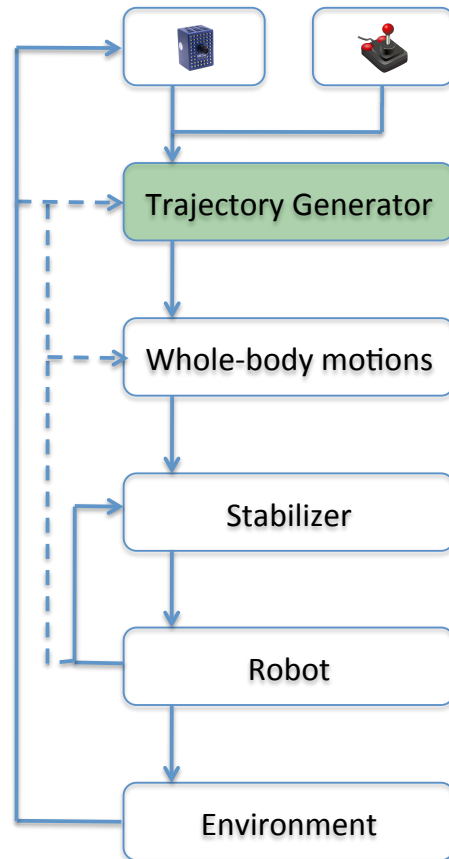 Trajectory Generator
Whole-body motions
Stabilizer
Robot
Environment